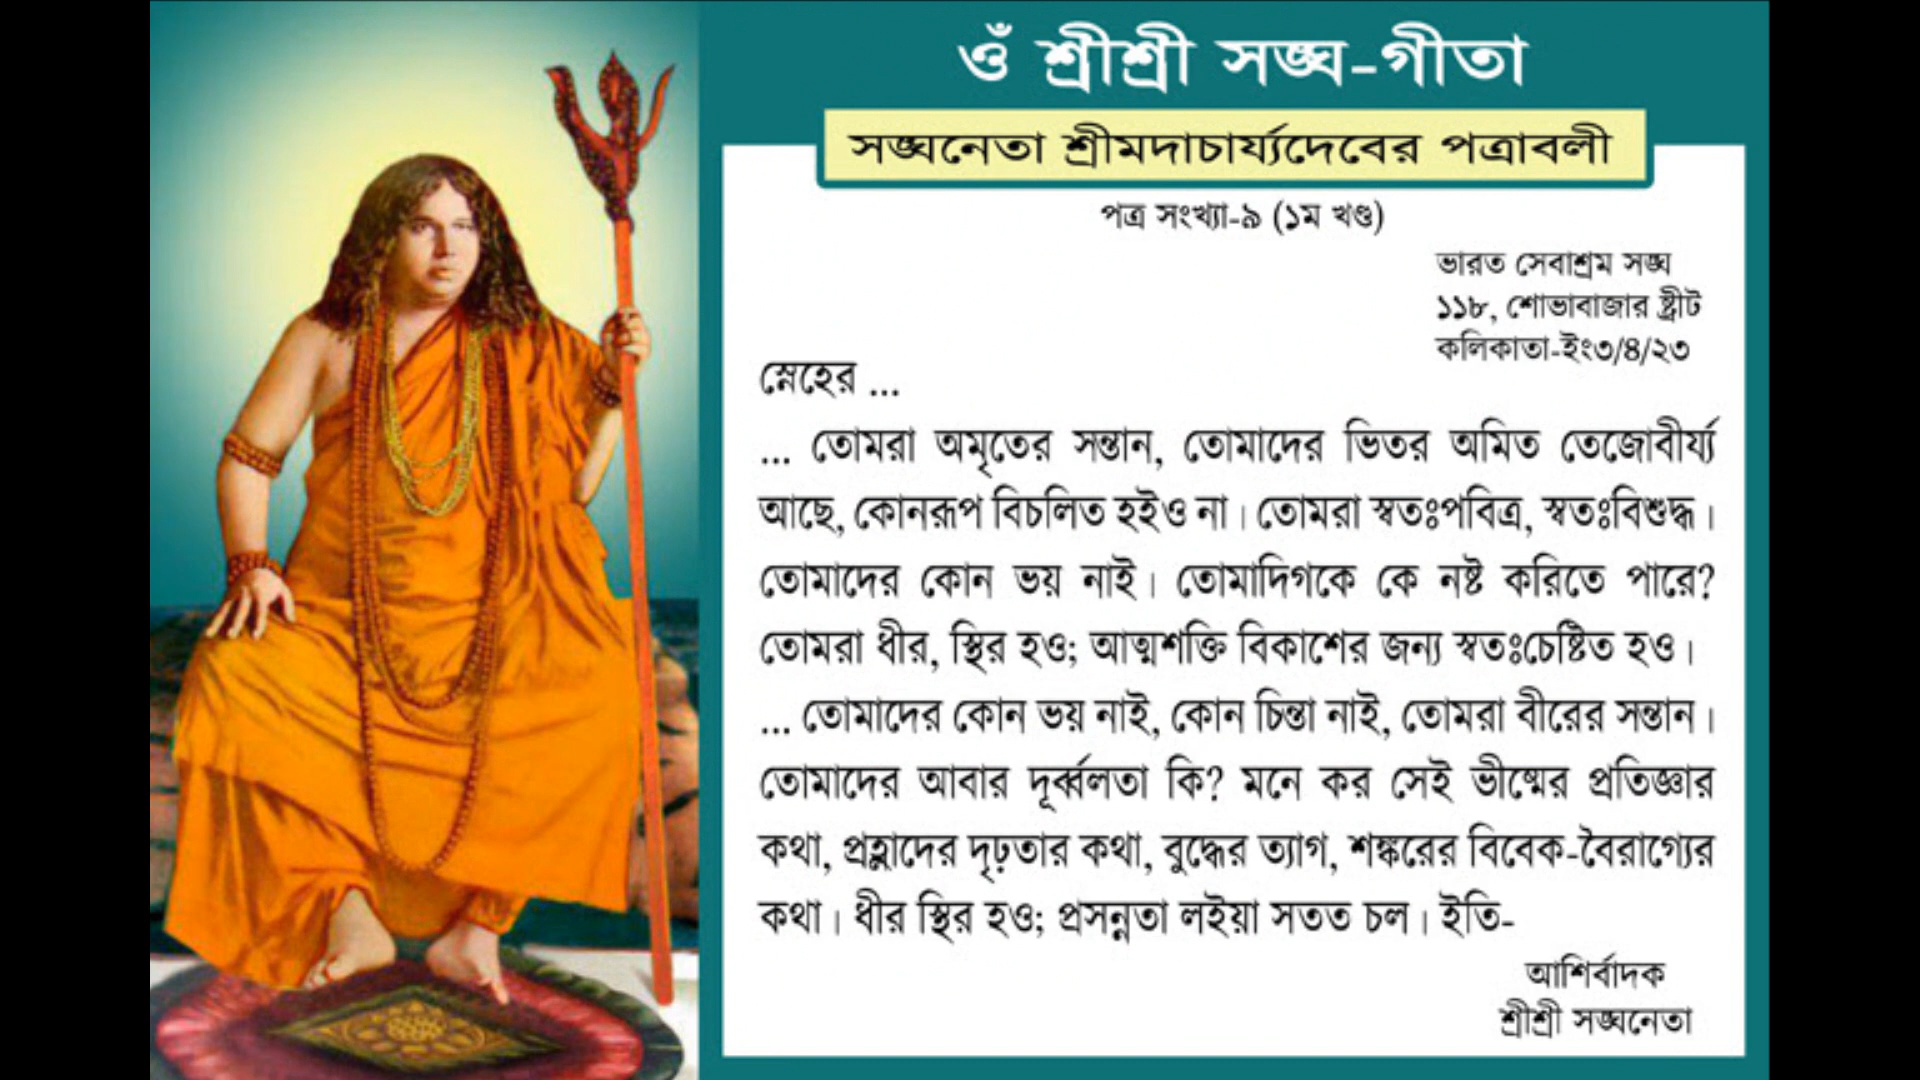 ওঁ শ্রীশ্রী সঙ্ঘ-গীতা
সঙ্ঘনেতা শ্রীমদাচার্য্যদেবের পত্রাবলী
পত্র সংখ্যা-৯ (১ম খণ্ড)
ভারত সেবাশ্রম সঙ্ঘ
১১৮, শোভাবাজার ষ্ট্রীট
কলিকাতা-ইং৩/৪/২৩
স্নেহের ...
... তোমরা অমৃতের সন্তান, তোমাদের ভিতর অমিত তেজোবীর্য্য
আছে, কোনরূপ বিচলিত হইও না। তোমরা স্বতঃপবিত্র, স্বতঃবিশুদ্ধ।
তোমাদের কোন ভয় নাই। তোমাদিগকে কে নষ্ট করিতে পারে?
তোমরা ধীর, স্থির হও; আত্মশক্তি বিকাশের জন্য স্বতঃচেষ্টিত হও।
... তোমাদের কোন ভয় নাই, কোন চিন্তা নাই, তোমরা বীরের সন্তান।
তোমাদের আবার দূর্ব্বলতা কি? মনে কর সেই ভীষ্মের প্রতিজ্ঞার
কথা, প্রহ্লাদের দৃঢ়তার কথা, বুদ্ধের ত্যাগ, শঙ্করের বিবেক-বৈরাগ্যের
কথা। ধীর স্থির হও; প্রসন্নতা লইয়া সতত চল। ইতি-
আশির্বাদক
শ্রীশ্রী সঙ্ঘনেতা